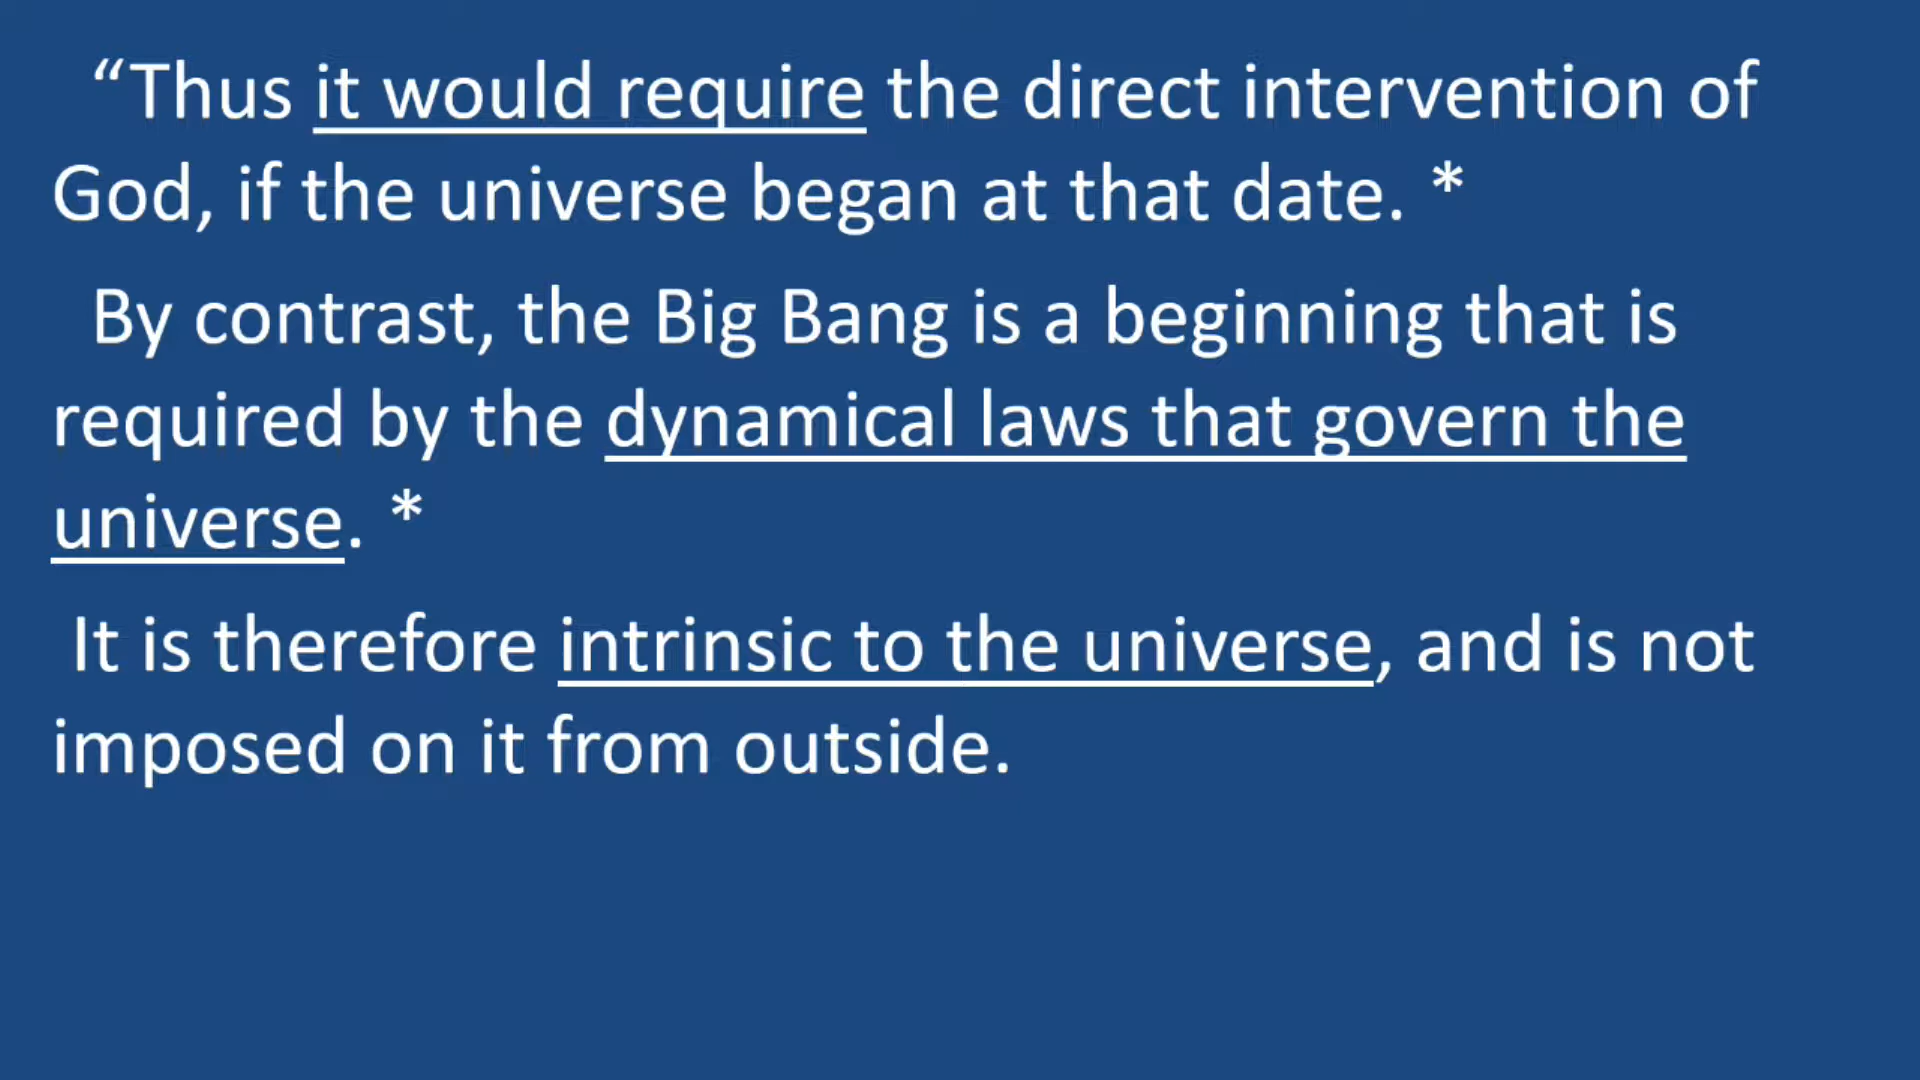 “Thus it would require the direct intervention of
God, if the universe began at that date. *
By contrast, the Big Bang is a beginning that is
required by the dynamical laws that govern the
universe. *
It is therefore intrinsic to the universe, and is not
imposed on it from outside.